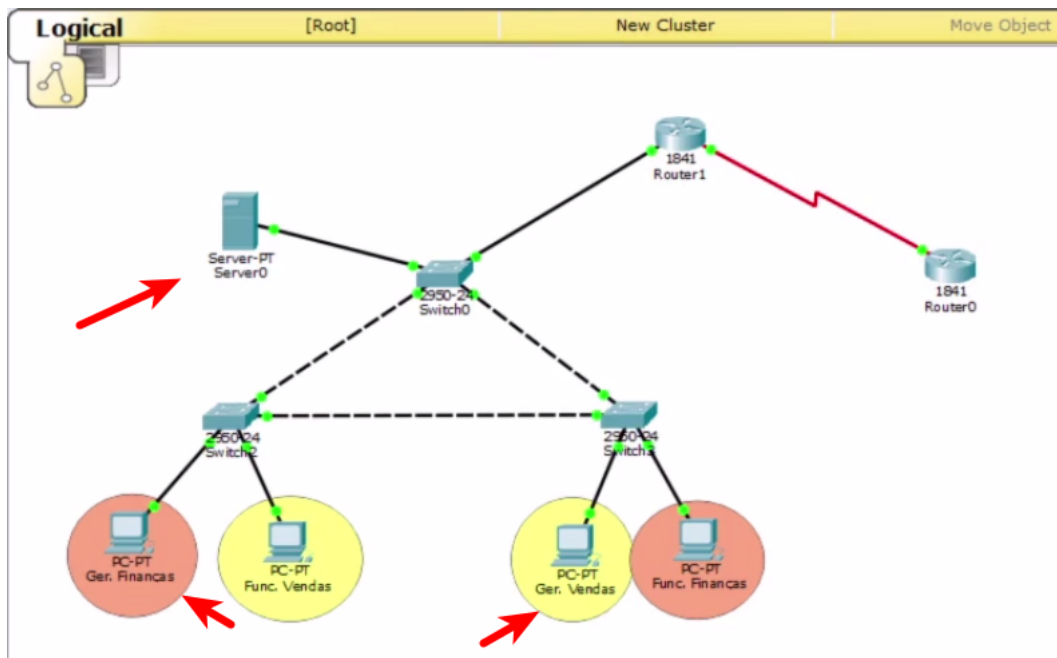 Logical
[Root]
New Cluster
Move Object
1841
Router1
Server-PT
Server0
1841
Router0
2950-24
Switch0
2950-24
Switch2
2950-24
PC-PT
Ger. Finanças
PC-PT
Func. Vendas
PC-PT
Ger. Vendas
PC-PT
Func. Finanças